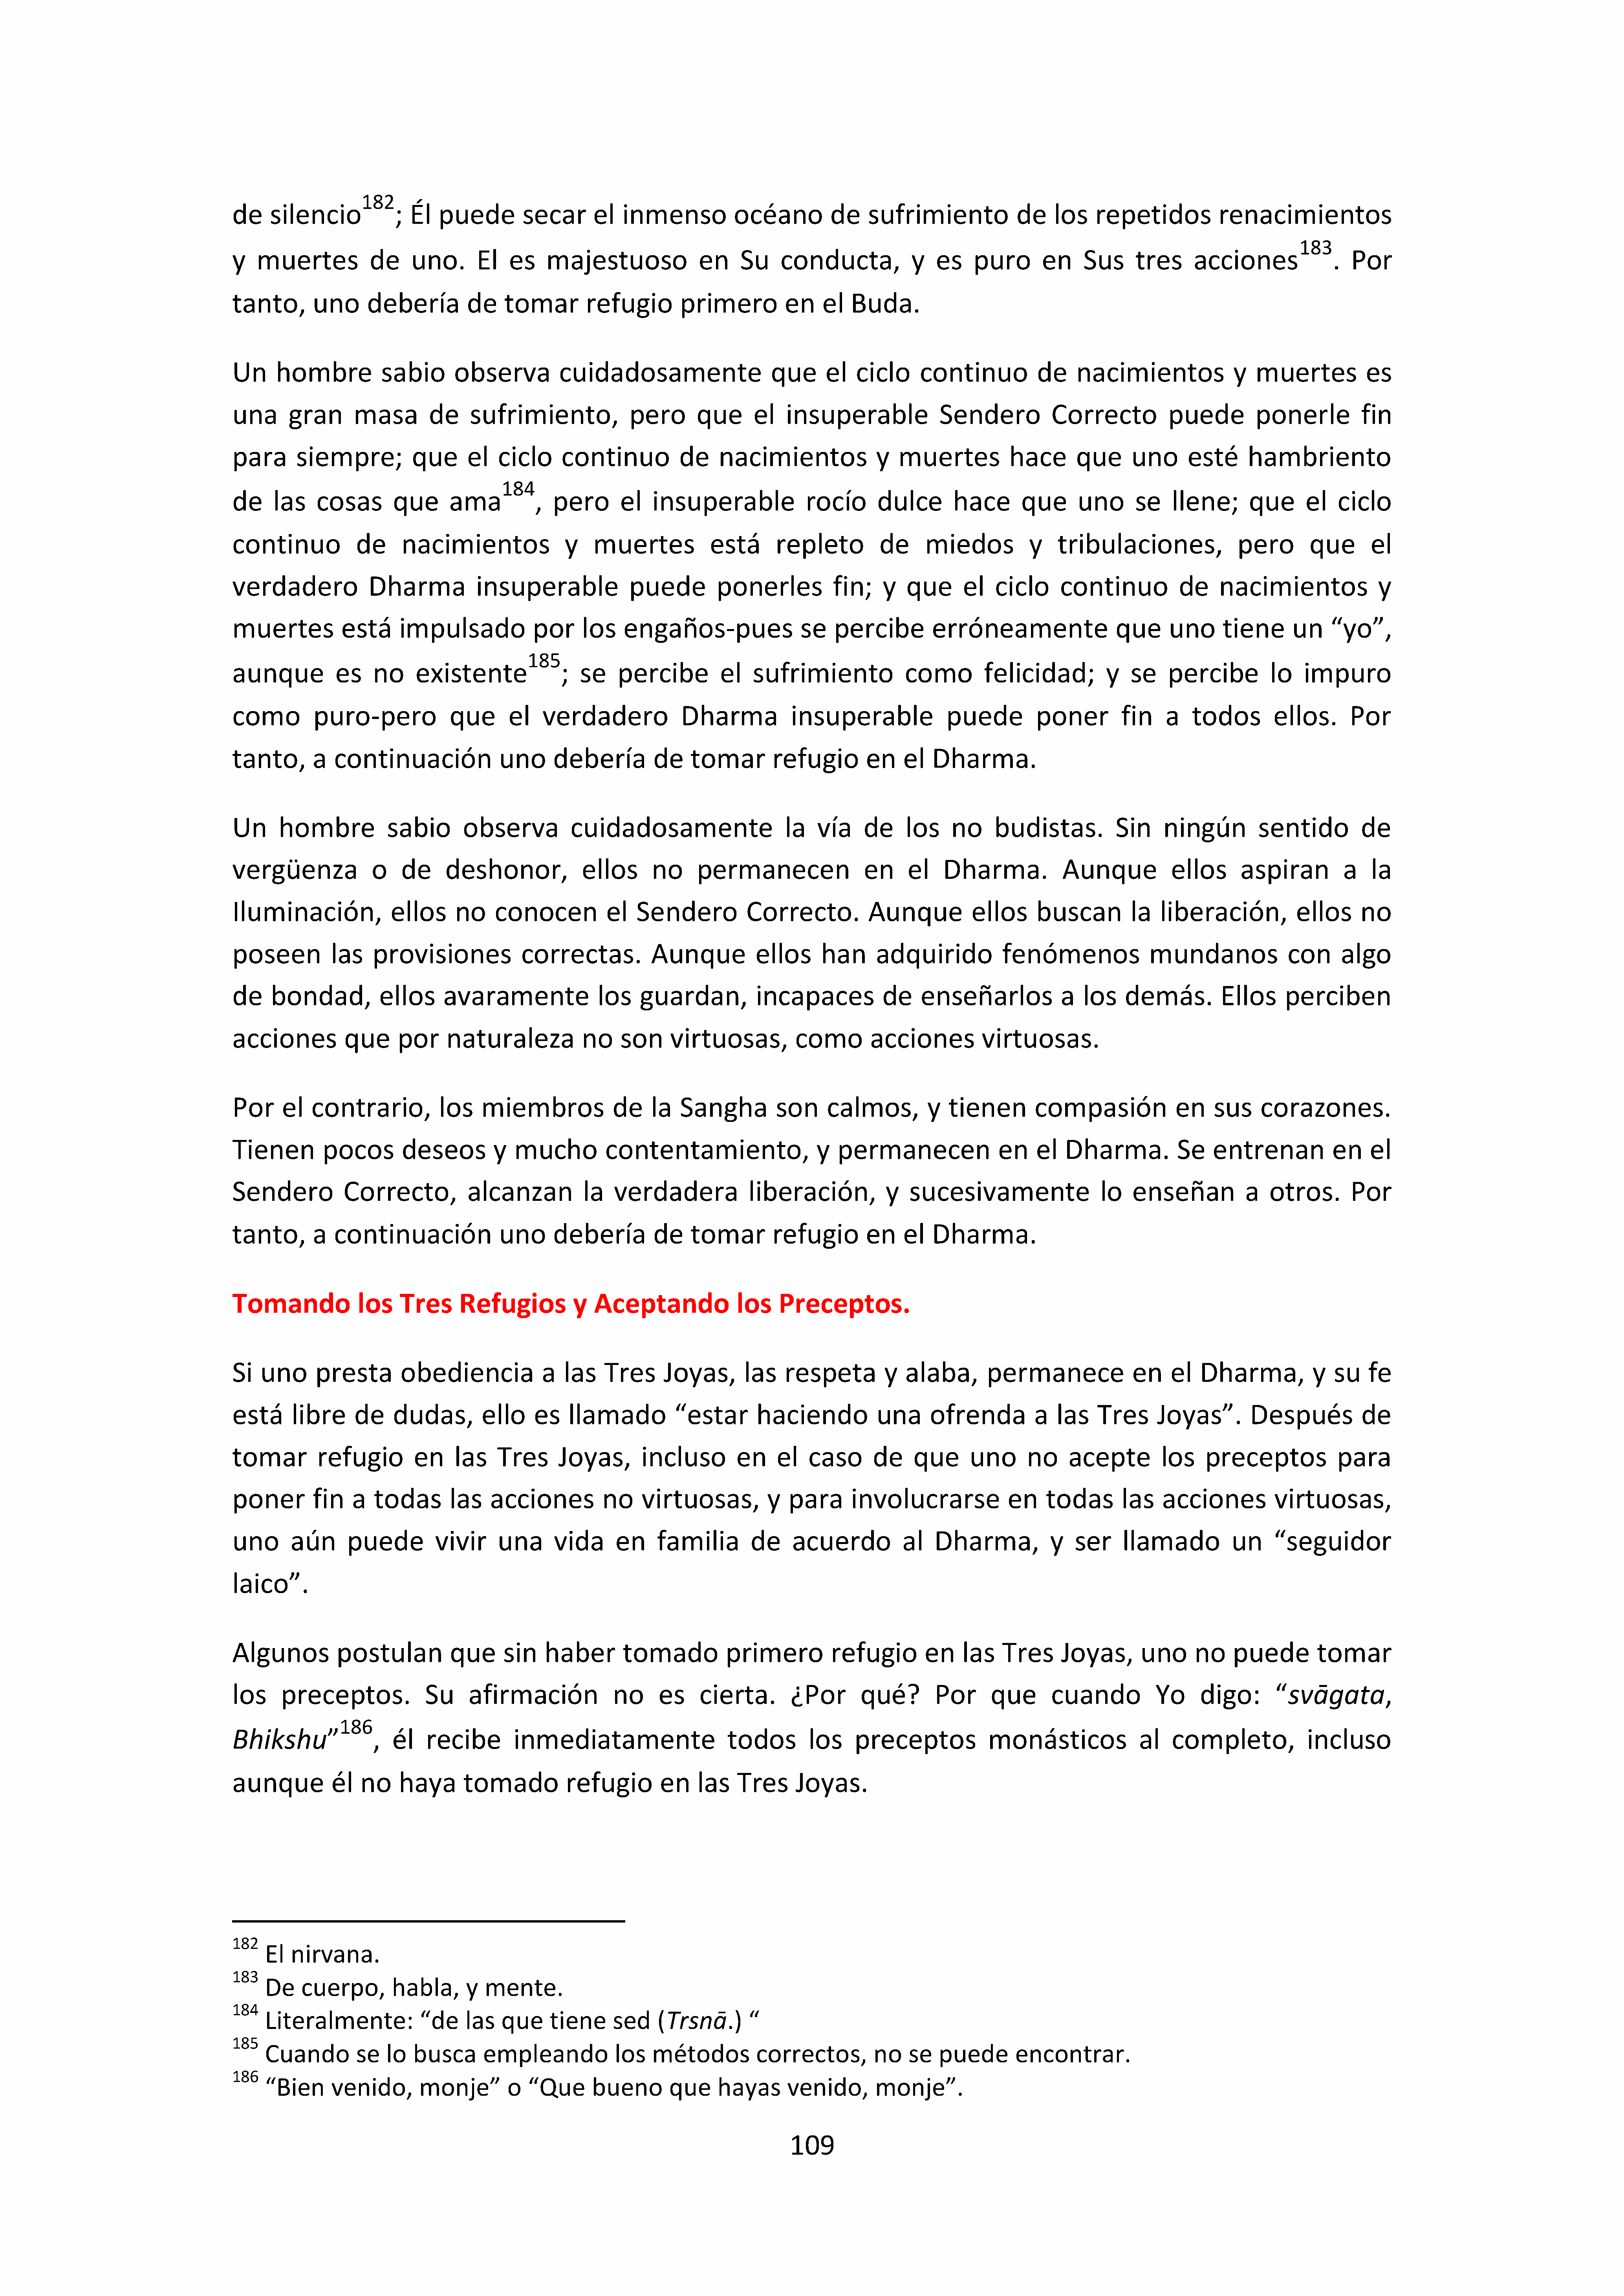 de silencio182; Él puede secar el inmenso océano de sufrimiento de los repetidos renacimientos
y muertes de uno. El es majestuoso en Su conducta, y es puro en Sus tres acciones183. Por
tanto, uno debería de tomar refugio primero en el Buda.
Un hombre sabio observa cuidadosamente que el ciclo continuo de nacimientos y muertes es
una gran masa de sufrimiento, pero que el insuperable Sendero Correcto puede ponerle fin
para siempre; que el ciclo continuo de nacimientos y muertes hace que uno esté hambriento
de las cosas que ama184, pero el insuperable rocío dulce hace que uno se llene; que el ciclo
continuo de nacimientos y muertes está repleto de miedos y tribulaciones, pero que el
verdadero Dharma insuperable puede ponerles fin; y que el ciclo continuo de nacimientos y
muertes está impulsado por los engaños-pues se percibe erróneamente que uno tiene un “yo”,
aunque es no existente185; se percibe el sufrimiento como felicidad; y se percibe lo impuro
como puro-pero que el verdadero Dharma insuperable puede poner fin a todos ellos. Por
tanto, a continuación uno debería de tomar refugio en el Dharma.
Un hombre sabio observa cuidadosamente la vía de los no budistas. Sin ningún sentido de
vergüenza o de deshonor, ellos no permanecen en el Dharma. Aunque ellos aspiran a la
Iluminación, ellos no conocen el Sendero Correcto. Aunque ellos buscan la liberación, ellos no
poseen las provisiones correctas. Aunque ellos han adquirido fenómenos mundanos con algo
de bondad, ellos avaramente los guardan, incapaces de enseñarlos a los demás. Ellos perciben
acciones que por naturaleza no son virtuosas, como acciones virtuosas.
Por el contrario, los miembros de la Sangha son calmos, y tienen compasión en sus corazones.
Tienen pocos deseos y mucho contentamiento, y permanecen en el Dharma. Se entrenan en el
Sendero Correcto, alcanzan la verdadera liberación, y sucesivamente lo enseñan a otros. Por
tanto, a continuación uno debería de tomar refugio en el Dharma.
Tomando los Tres Refugios y Aceptando los Preceptos.
Si uno presta obediencia a las Tres Joyas, las respeta y alaba, permanece en el Dharma, y su fe
está libre de dudas, ello es llamado “estar haciendo una ofrenda a las Tres Joyas”. Después de
tomar refugio en las Tres Joyas, incluso en el caso de que uno no acepte los preceptos para
poner fin a todas las acciones no virtuosas, y para involucrarse en todas las acciones virtuosas,
uno aún puede vivir una vida en familia de acuerdo al Dharma, y ser llamado un “seguidor
laico”.
Algunos postulan que sin haber tomado primero refugio en las Tres Joyas, uno no puede tomar
los preceptos. Su afirmación no es cierta. ¿Por qué? Por que cuando Yo digo: “svāgata,
Bhikshu”186, él recibe inmediatamente todos los preceptos monásticos al completo, incluso
aunque él no haya tomado refugio en las Tres Joyas.
182 El nirvana.
183 De cuerpo, habla, y mente.
184 Literalmente: “de las que tiene sed (Trsnā.) “
185 Cuando se lo busca empleando los métodos correctos, no se puede encontrar.
186 “Bien venido, monje” o “Que bueno que hayas venido, monje”.
109